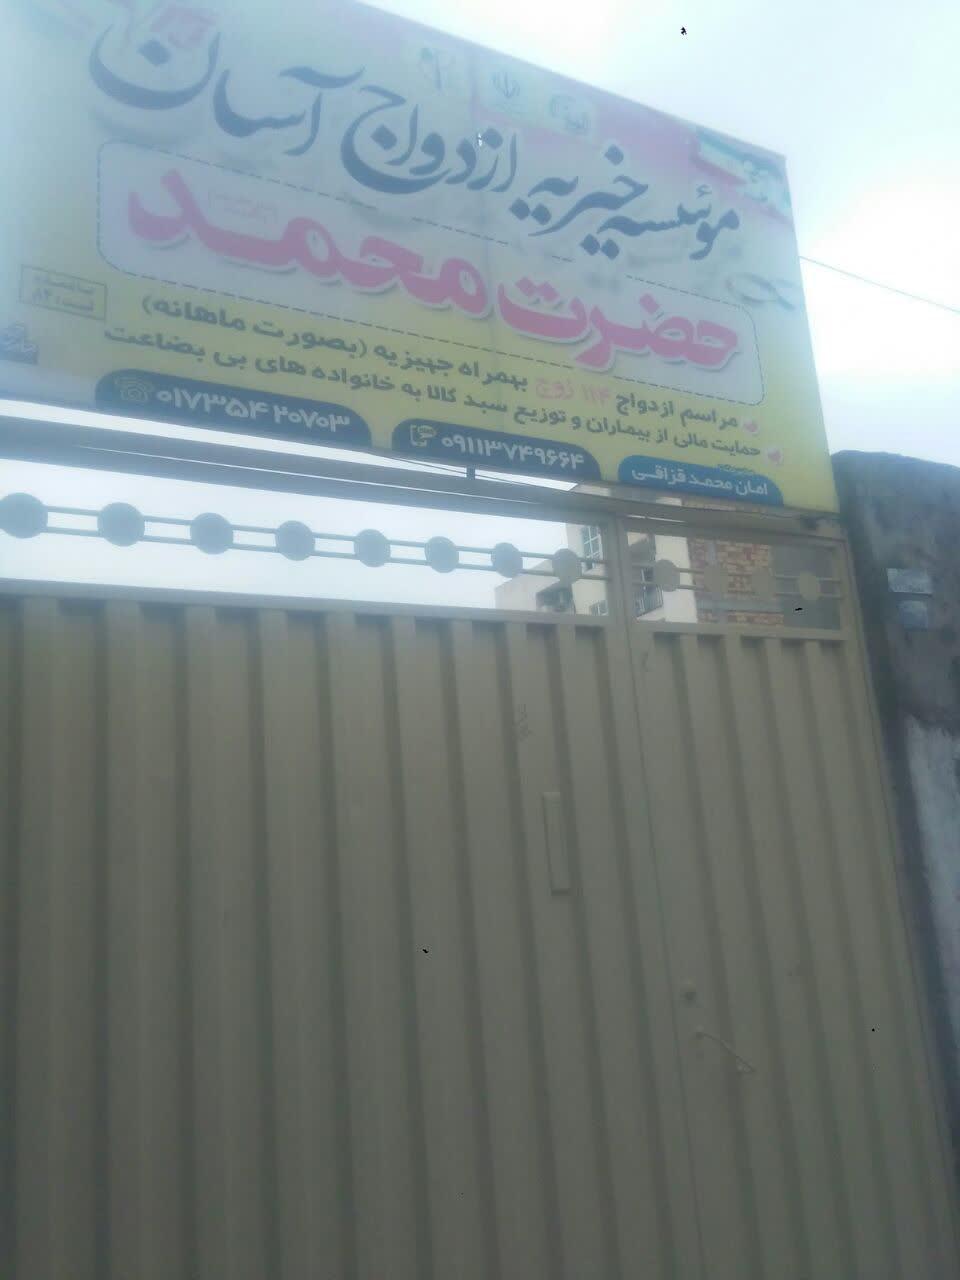 موسسه خیریه ازدواج آسان
حضرت محمد
مراسم ازدواج ۱۱۴ زوج بهمراه جهیزیه (بصورت ماهانه)
حمایت مالی از بیماران و توزیع سبد کالا به خانواده های بی بضاعت
امان محمد قزاقی
۰۹۱۱۳۷۴۹۶۶۴
۰۱۷۳۵۴۲۰۷۰۳